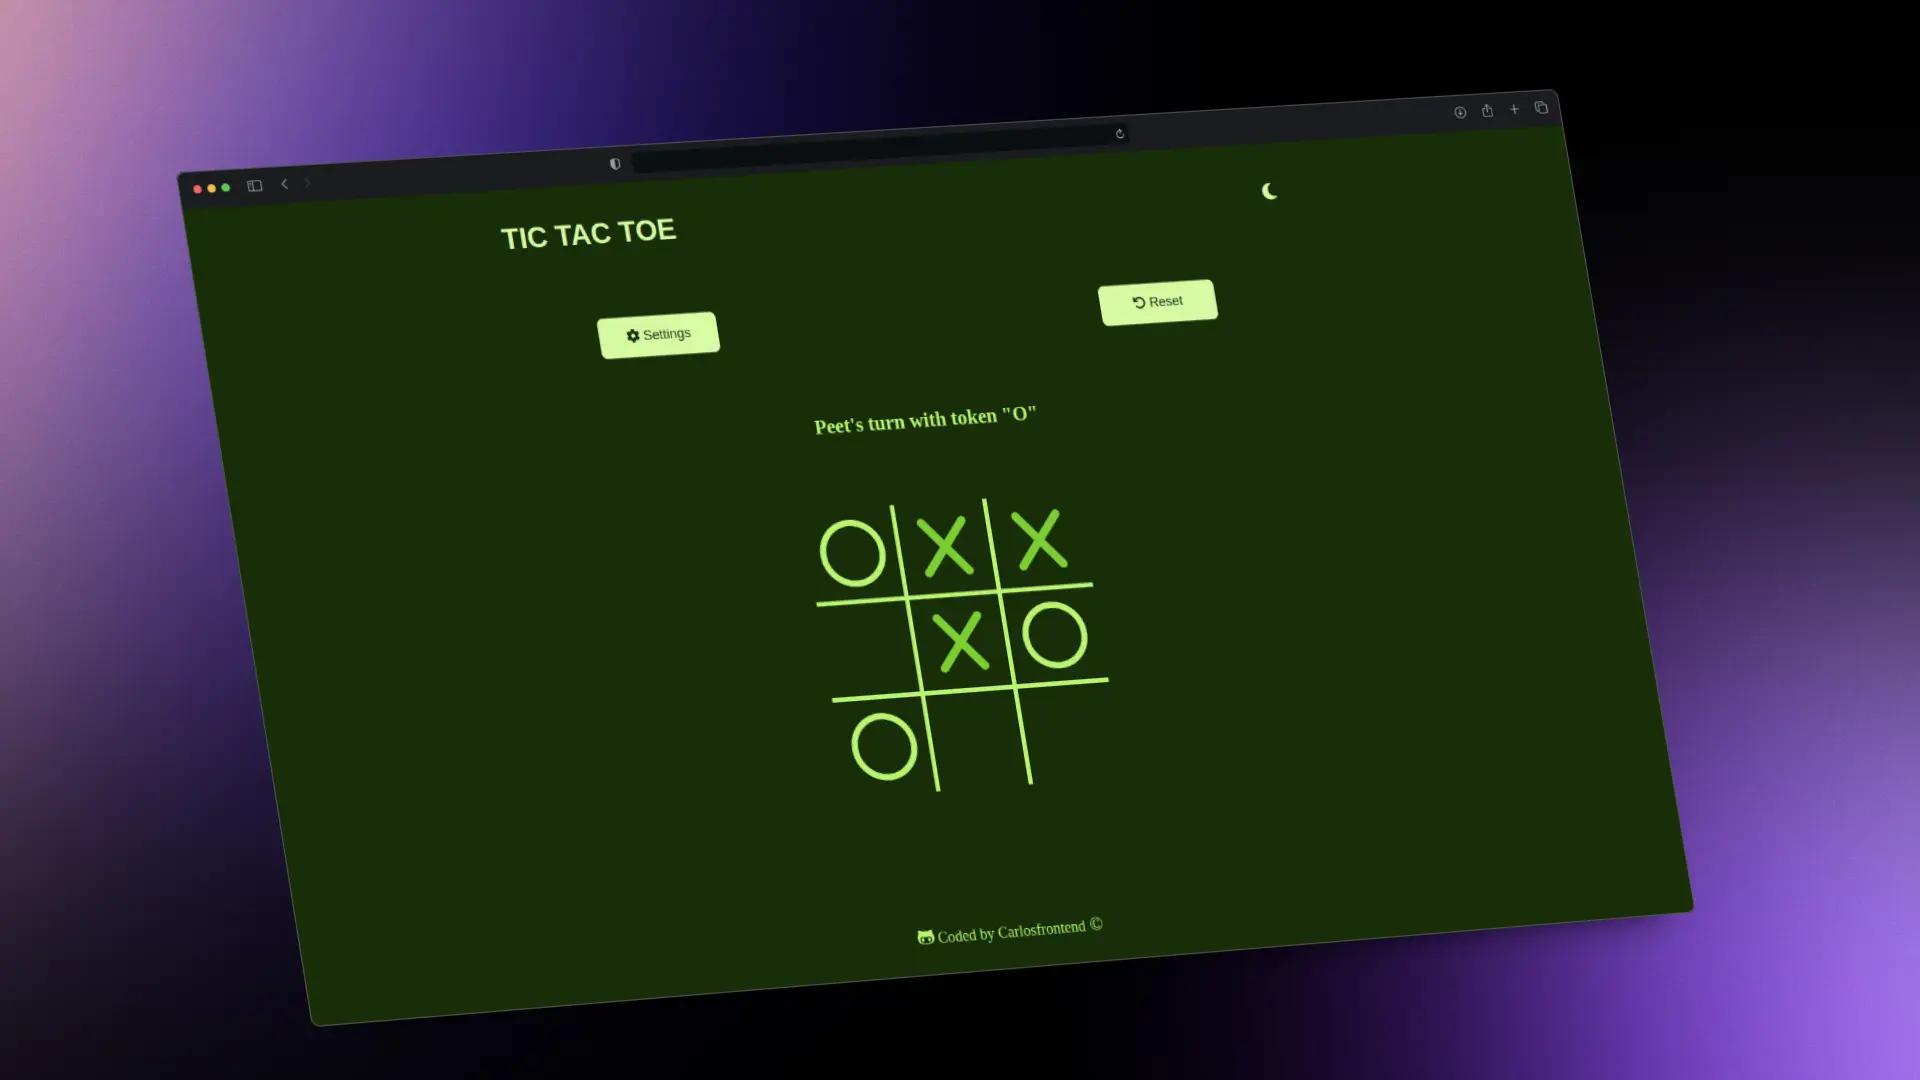 TIC TAC TOE
Settings
Reset
Peet's turn with token "O"
O X X
X O
O
Coded by Carlosfrontend ©